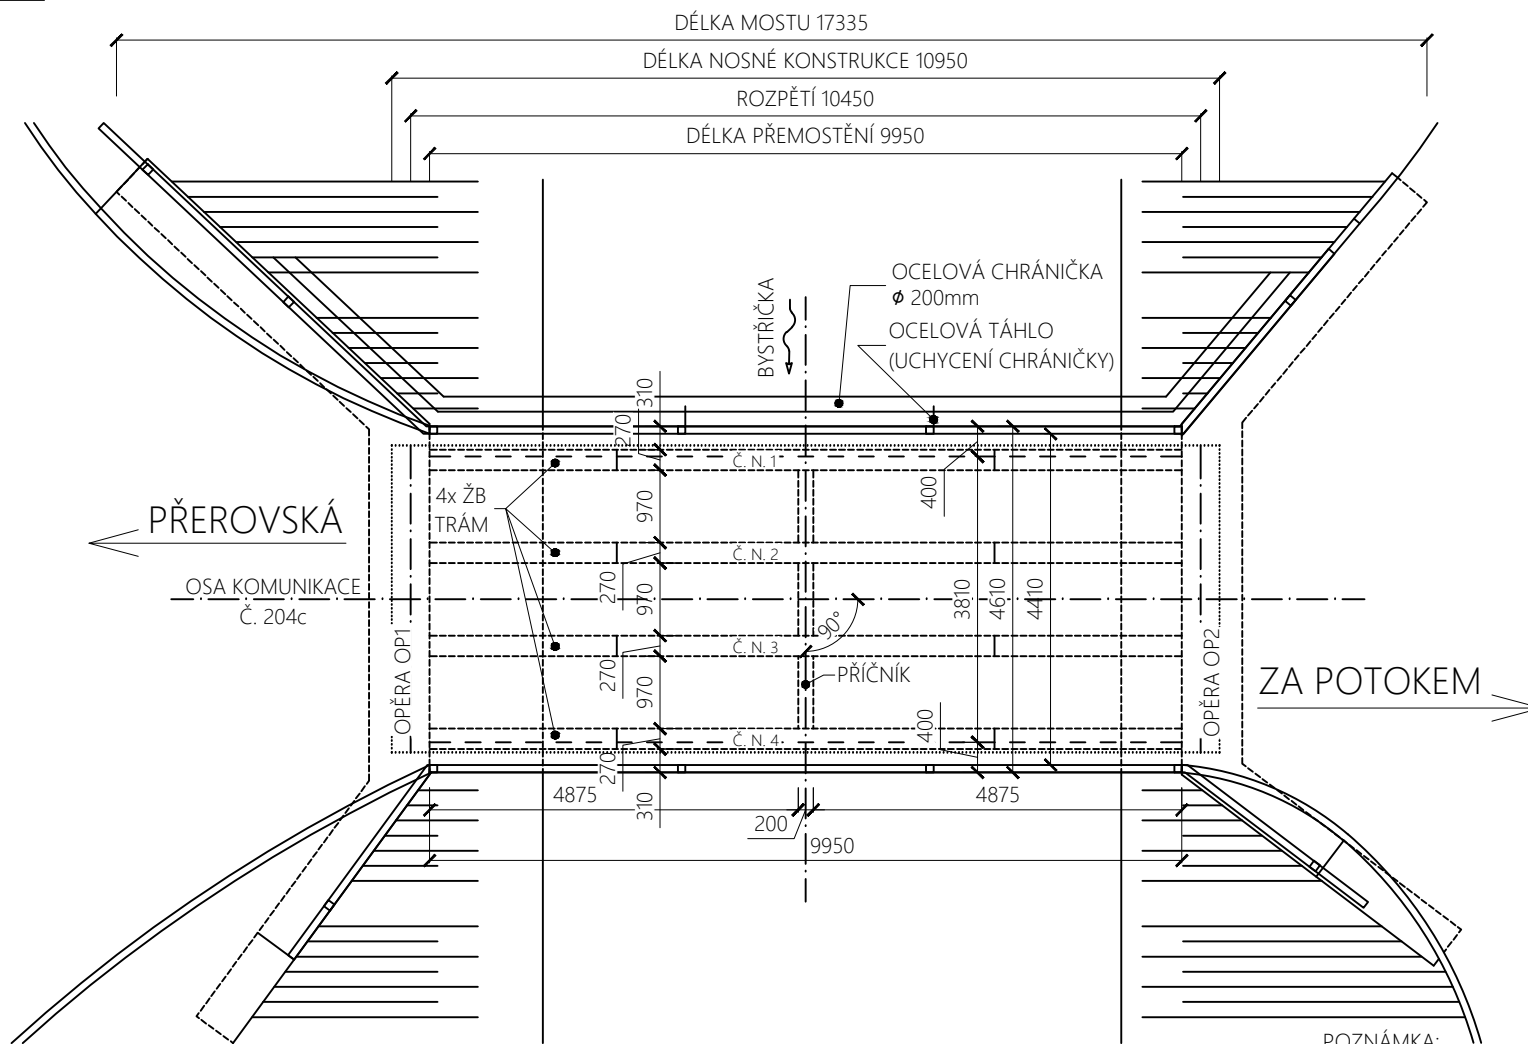 DÉLKA MOSTU 17335
DÉLKA NOSNÉ KONSTRUKCE 10950
ROZPĚTÍ 10450
DÉLKA PŘEMOSTĚNÍ 9950
OCELOVÁ CHRÁNIČKA
ϕ 200mm
OCELOVÁ TÁHLO
(UCHYCENÍ CHRÁNIČKY)
BYSTŘIČKA
310
270
Č. N. 1
400
4x ŽB
TRÁM
970
PŘEROVSKÁ
Č. N. 2
OSA KOMUNIKACE
Č. 204c
270
970
3810
4610
4410
90°
OPĚRA OP1
Č. N. 3
270
970
PŘÍČNÍK
OPĚRA OP2
ZA POTOKEM
400
Č. N. 4
270
310
4875
4875
200
9950
POZNÁMKA: